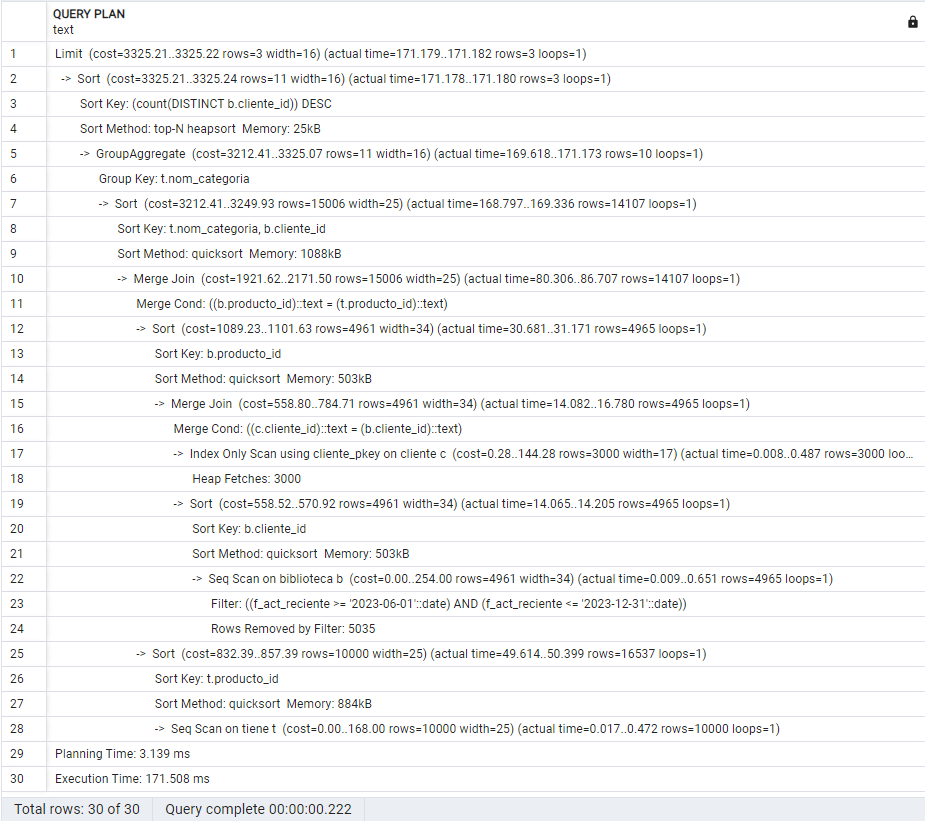 QUERY PLAN
text
1 Limit (cost=3325.21..3325.22 rows=3 width=16) (actual time=171.179..171.182 rows=3 loops=1)
2 -> Sort (cost=3325.21..3325.24 rows=11 width=16) (actual time=171.178..171.180 rows=3 loops=1)
3 Sort Key: (count(DISTINCT b.cliente_id)) DESC
4 Sort Method: top-N heapsort Memory: 25kB
5 -> GroupAggregate (cost=3212.41..3325.07 rows=11 width=16) (actual time=169.618..171.173 rows=10 loops=1)
6 Group Key: t.nom_categoria
7 -> Sort (cost=3212.41..3249.93 rows=15006 width=25) (actual time=168.797..169.336 rows=14107 loops=1)
8 Sort Key: t.nom_categoria, b.cliente_id
9 Sort Method: quicksort Memory: 1088kB
10 -> Merge Join (cost=1921.62..2171.50 rows=15006 width=25) (actual time=80.306..86.707 rows=14107 loops=1)
11 Merge Cond: ((b.producto_id)::text = (t.producto_id)::text)
12 -> Sort (cost=1089.23..1101.63 rows=4961 width=34) (actual time=30.681..31.171 rows=4965 loops=1)
13 Sort Key: b.producto_id
14 Sort Method: quicksort Memory: 503kB
15 -> Merge Join (cost=558.80..784.71 rows=4961 width=34) (actual time=14.082..16.780 rows=4965 loops=1)
16 Merge Cond: ((c.cliente_id)::text = (b.cliente_id)::text)
17 -> Index Only Scan using cliente_pkey on cliente c (cost=0.28..144.28 rows=3000 width=17) (actual time=0.008..0.487 rows=3000 loo...
18 Heap Fetches: 3000
19 -> Sort (cost=558.52..570.92 rows=4961 width=34) (actual time=14.065..14.205 rows=4965 loops=1)
20 Sort Key: b.cliente_id
21 Sort Method: quicksort Memory: 503kB
22 -> Seq Scan on biblioteca b (cost=0.00..254.00 rows=4961 width=34) (actual time=0.009..0.651 rows=4965 loops=1)
23 Filter: ((f_act_reciente >= '2023-06-01'::date) AND (f_act_reciente <= '2023-12-31'::date))
24 Rows Removed by Filter: 5035
25 -> Sort (cost=832.39..857.39 rows=10000 width=25) (actual time=49.614..50.399 rows=16537 loops=1)
26 Sort Key: t.producto_id
27 Sort Method: quicksort Memory: 884kB
28 -> Seq Scan on tiene t (cost=0.00..168.00 rows=10000 width=25) (actual time=0.017..0.472 rows=10000 loops=1)
29 Planning Time: 3.139 ms
30 Execution Time: 171.508 ms
Total rows: 30 of 30 Query complete 00:00:00.222